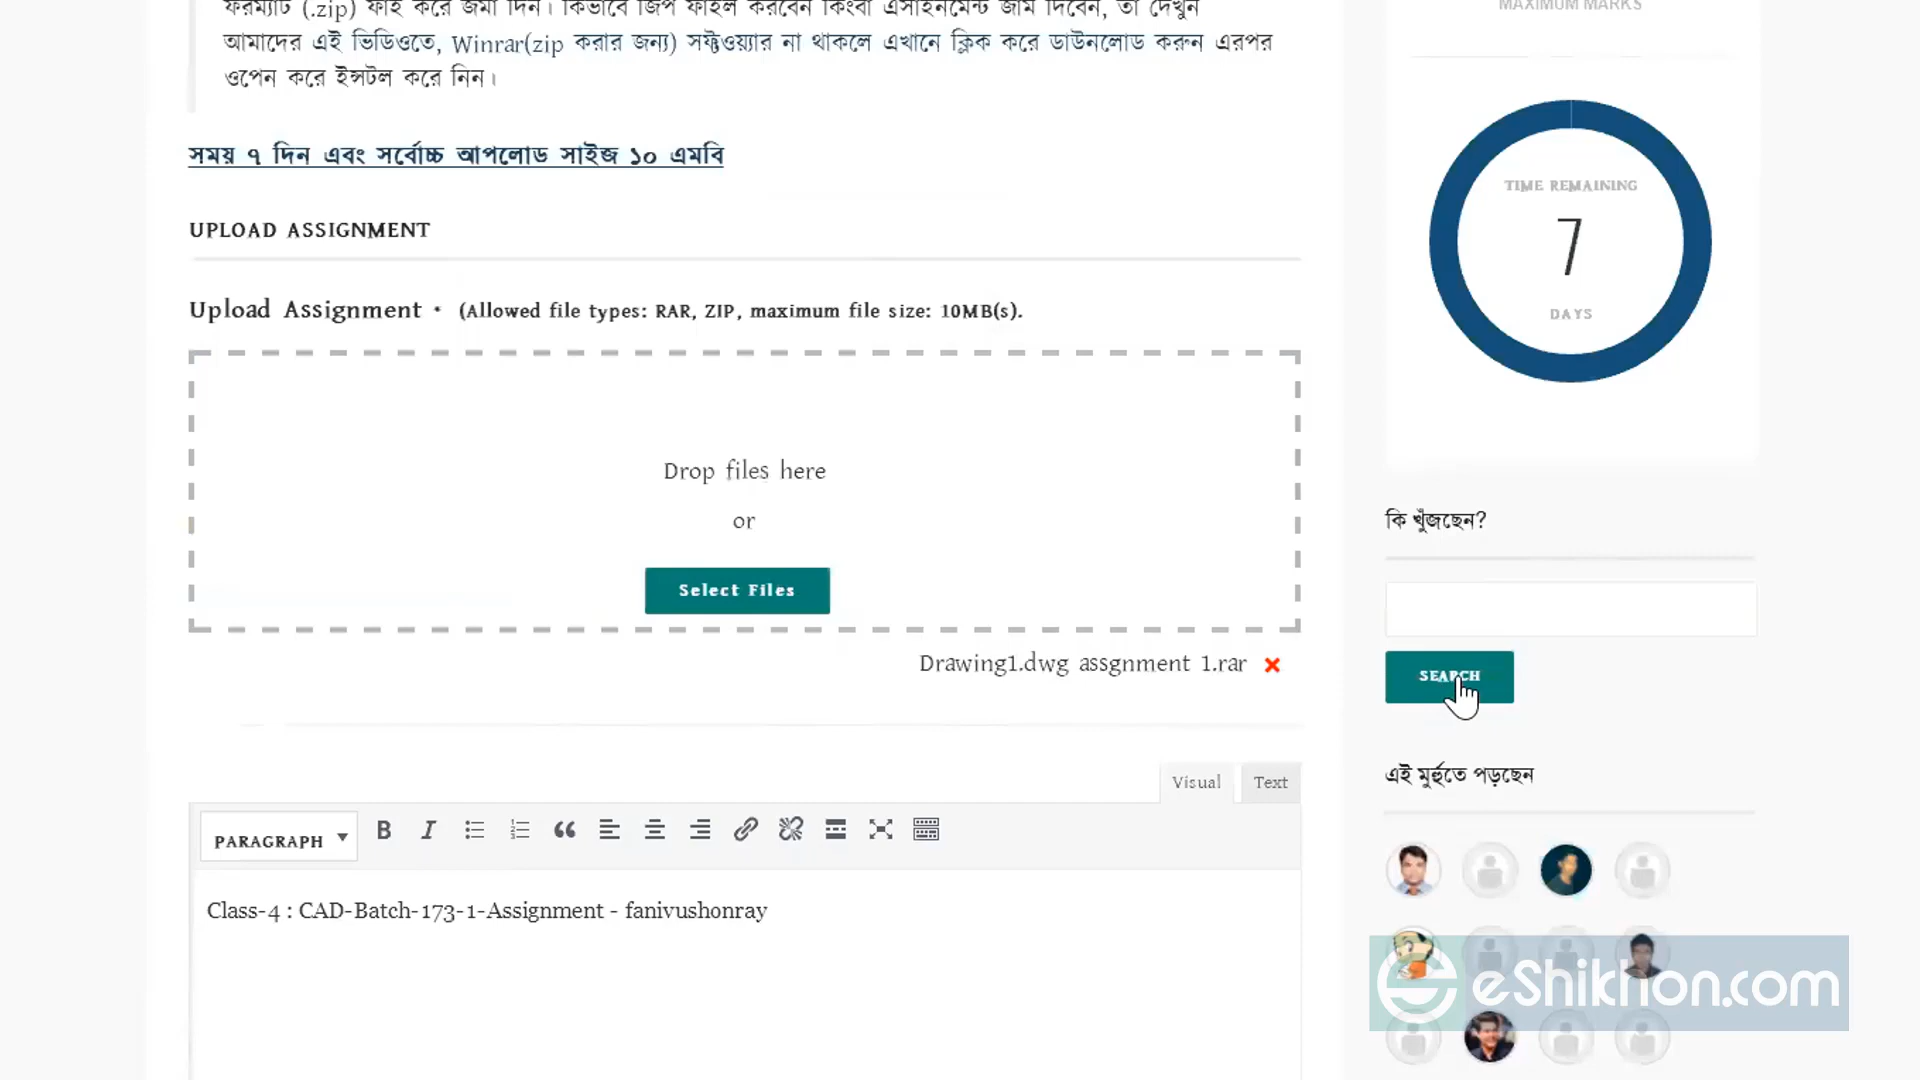 ফরম্যাট (.zip) ফাই করে জমা দিন। কিভাবে জিপ ফাইল করবেন কিংবা এসাইনমেন্ট জমি দিবেন, তা দেখুন
আমাদের এই ভিডিওতে, Winrar(zip করার জন্য) সফ্টওয়্যার না থাকলে এখানে ক্লিক করে ডাউনলোড করুন এরপর
ওপেন করে ইন্সটল করে নিন।
সময় ৭ দিন এবং সর্বোচ্চ আপলোড সাইজ ১০ এমবি
UPLOAD ASSIGNMENT
Upload Assignment • (Allowed file types: RAR, ZIP, maximum file size: 10MB(s).
Drop files here
or
Select Files
Drawing1.dwg assgnment 1.rar
Visual Text
PARAGRAPH
Class-4 : CAD-Batch-173-1-Assignment - fanivushonray
MAXIMUM MARKS
TIME REMAINING
7
DAYS
কি খুঁজছেন?
SEARCH
এই মুর্হুতে পড়ছেন
eShikhon.com